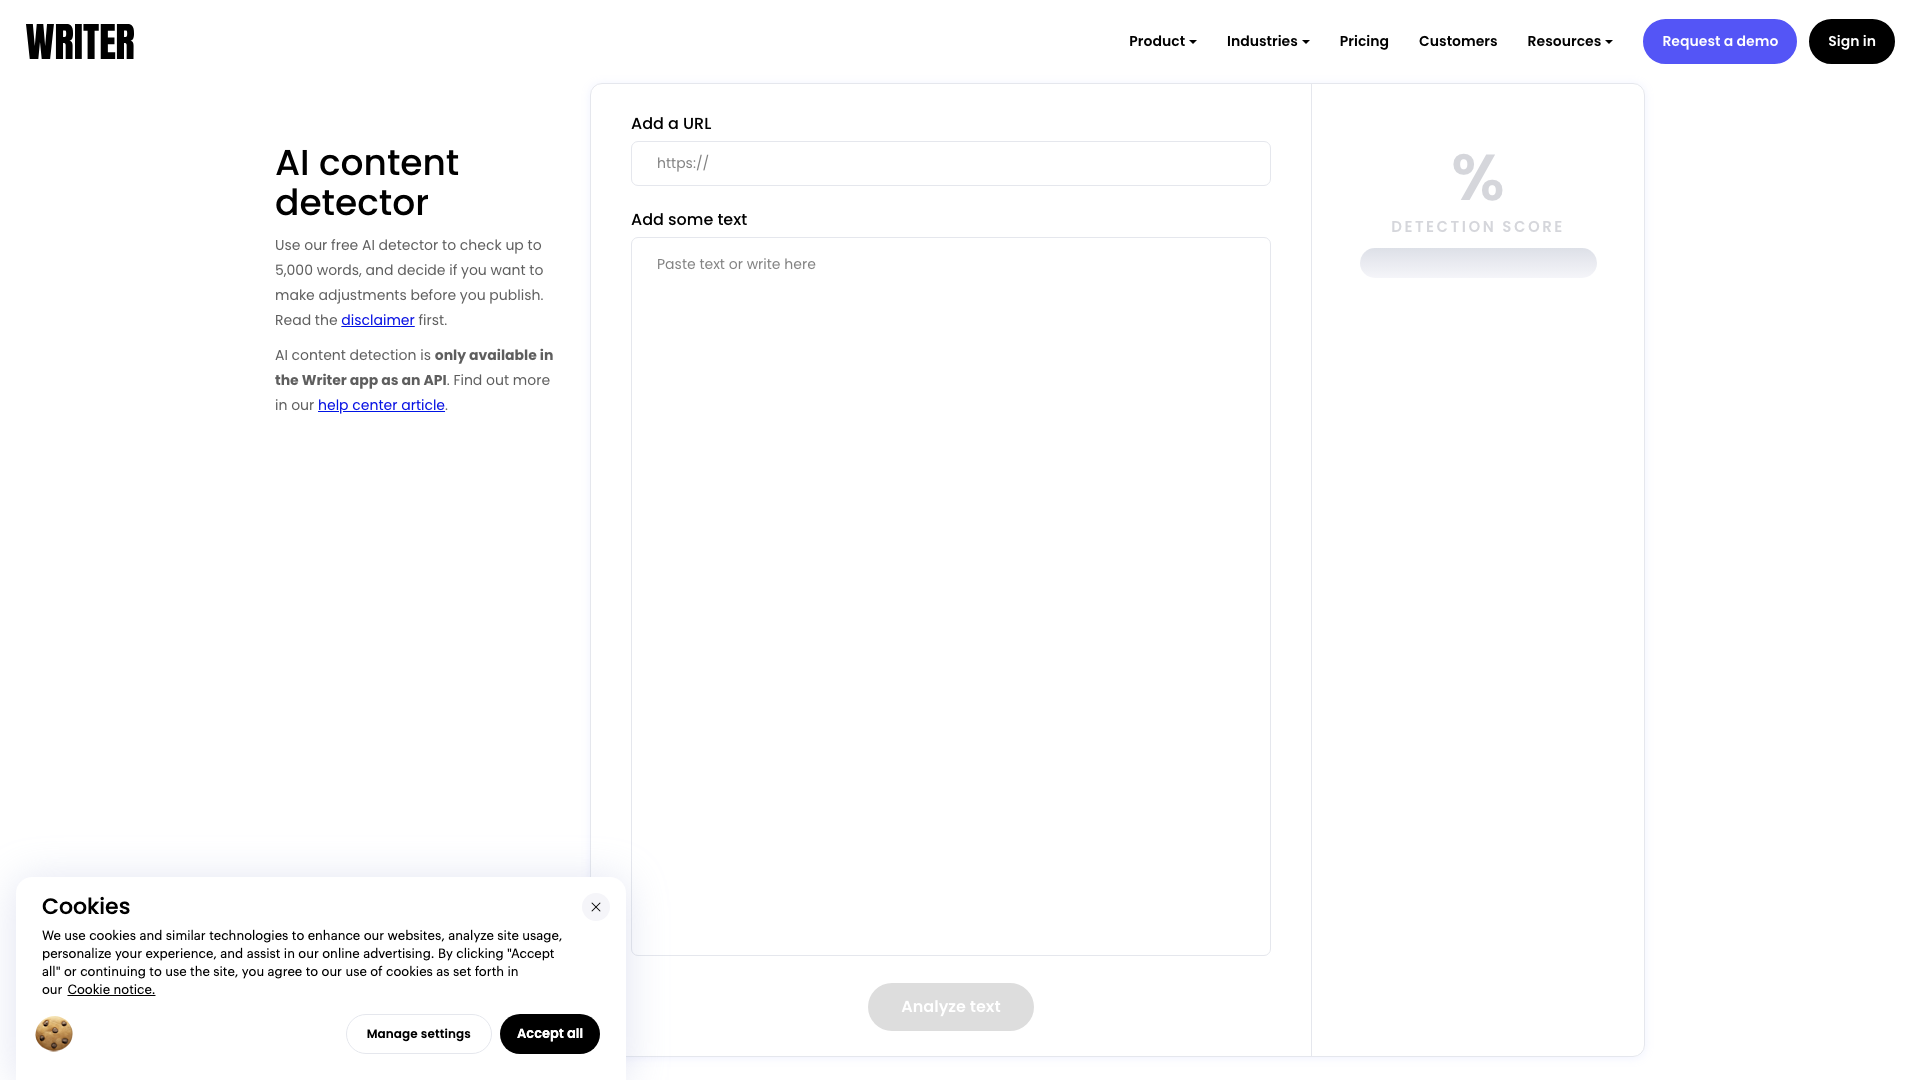 WRITER
Product
Industries
Pricing
Customers
Resources
Request a demo
Sign in
AI content
detector
Use our free AI detector to check up to
5,000 words, and decide if you want to
make adjustments before you publish.
Read the disclaimer first.
AI content detection is only available in
the Writer app as an API. Find out more
in our help center article.
Add a URL
https://
Add some text
Paste text or write here
Analyze text
%
DETECTION SCORE
Cookies
We use cookies and similar technologies to enhance our websites, analyze site usage,
personalize your experience, and assist in our online advertising. By clicking "Accept
all" or continuing to use the site, you agree to our use of cookies as set forth in
our Cookie notice.
Manage settings
Accept all